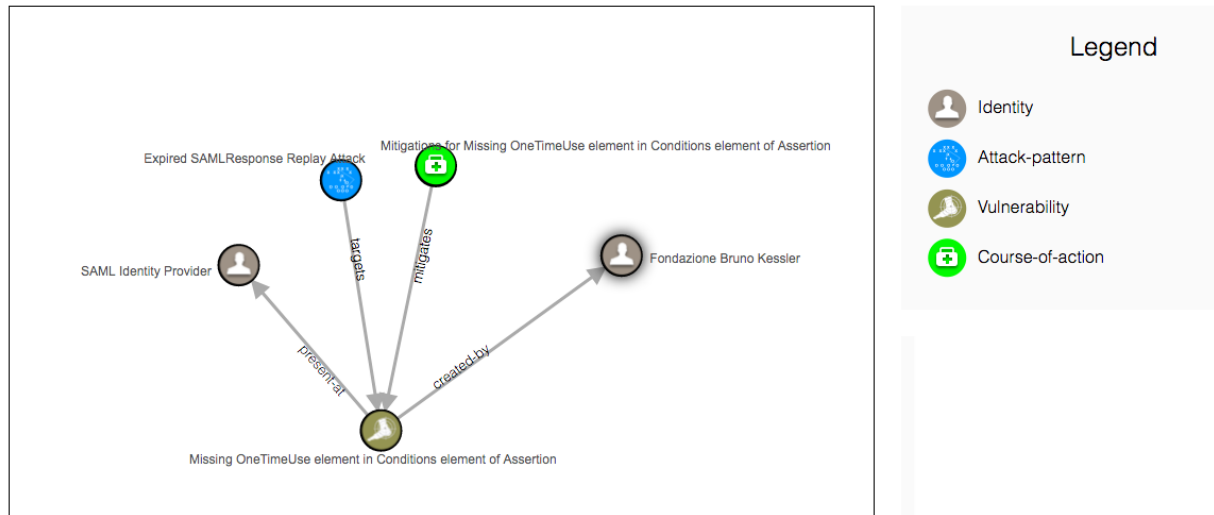 Legend
Identity
Attack-pattern
Vulnerability
Course-of-action
Mitigations for Missing OneTimeUse element in Conditions element of Assertion
Expired SAMLResponse Replay Attack
targets
mitigates
SAML Identity Provider
Fondazione Bruno Kessler
present-at
created-by
Missing OneTimeUse element in Conditions element of Assertion